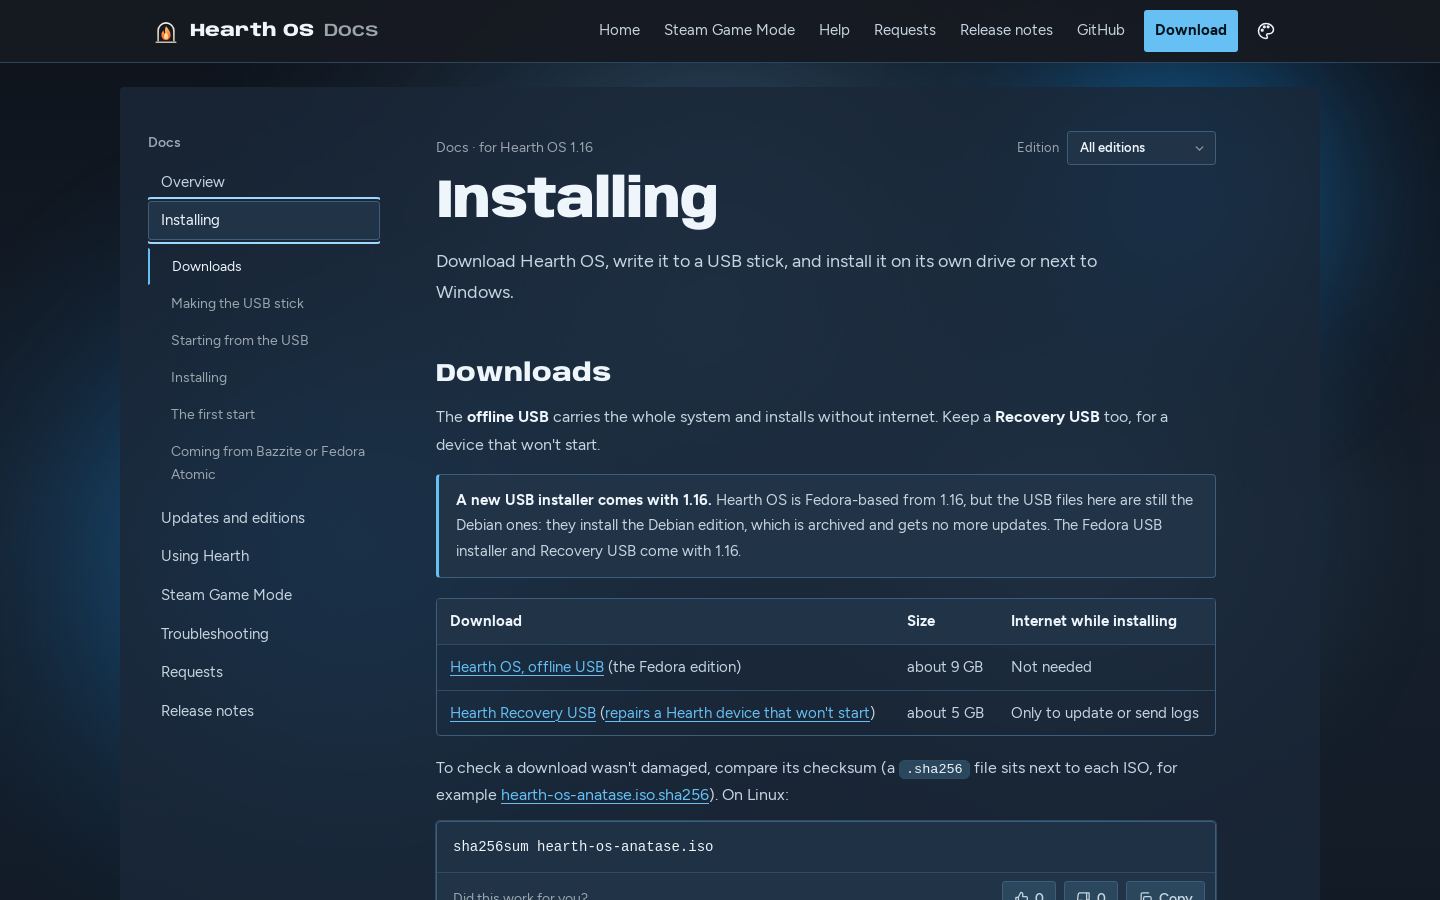 Hearth OS Docs
Home
Steam Game Mode
Help
Requests
Release notes
GitHub
Download
Docs
Overview
Installing
Downloads
Making the USB stick
Starting from the USB
Installing
The first start
Coming from Bazzite or Fedora
Atomic
Updates and editions
Using Hearth
Steam Game Mode
Troubleshooting
Requests
Release notes
Docs · for Hearth OS 1.16
Edition
All editions
Installing
Download Hearth OS, write it to a USB stick, and install it on its own drive or next to
Windows.
Downloads
The offline USB carries the whole system and installs without internet. Keep a Recovery USB too, for a
device that won't start.
A new USB installer comes with 1.16. Hearth OS is Fedora-based from 1.16, but the USB files here are still the
Debian ones: they install the Debian edition, which is archived and gets no more updates. The Fedora USB
installer and Recovery USB come with 1.16.
Download Size Internet while installing
Hearth OS, offline USB (the Fedora edition) about 9 GB Not needed
Hearth Recovery USB (repairs a Hearth device that won't start) about 5 GB Only to update or send logs
To check a download wasn't damaged, compare its checksum (a .sha256 file sits next to each ISO, for
example hearth-os-anatase.iso.sha256). On Linux:
sha256sum hearth-os-anatase.iso
Did this work for you?
0
0
Copy